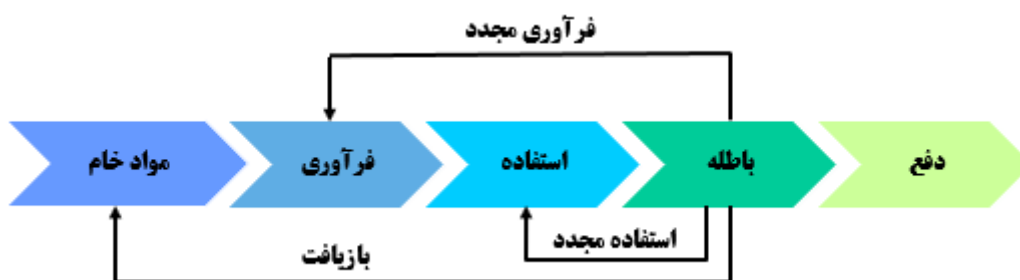 فرآوری مجدد
مواد خام
فرآوری
استفاده
باطله
دفع
استفاده مجدد
بازیافت